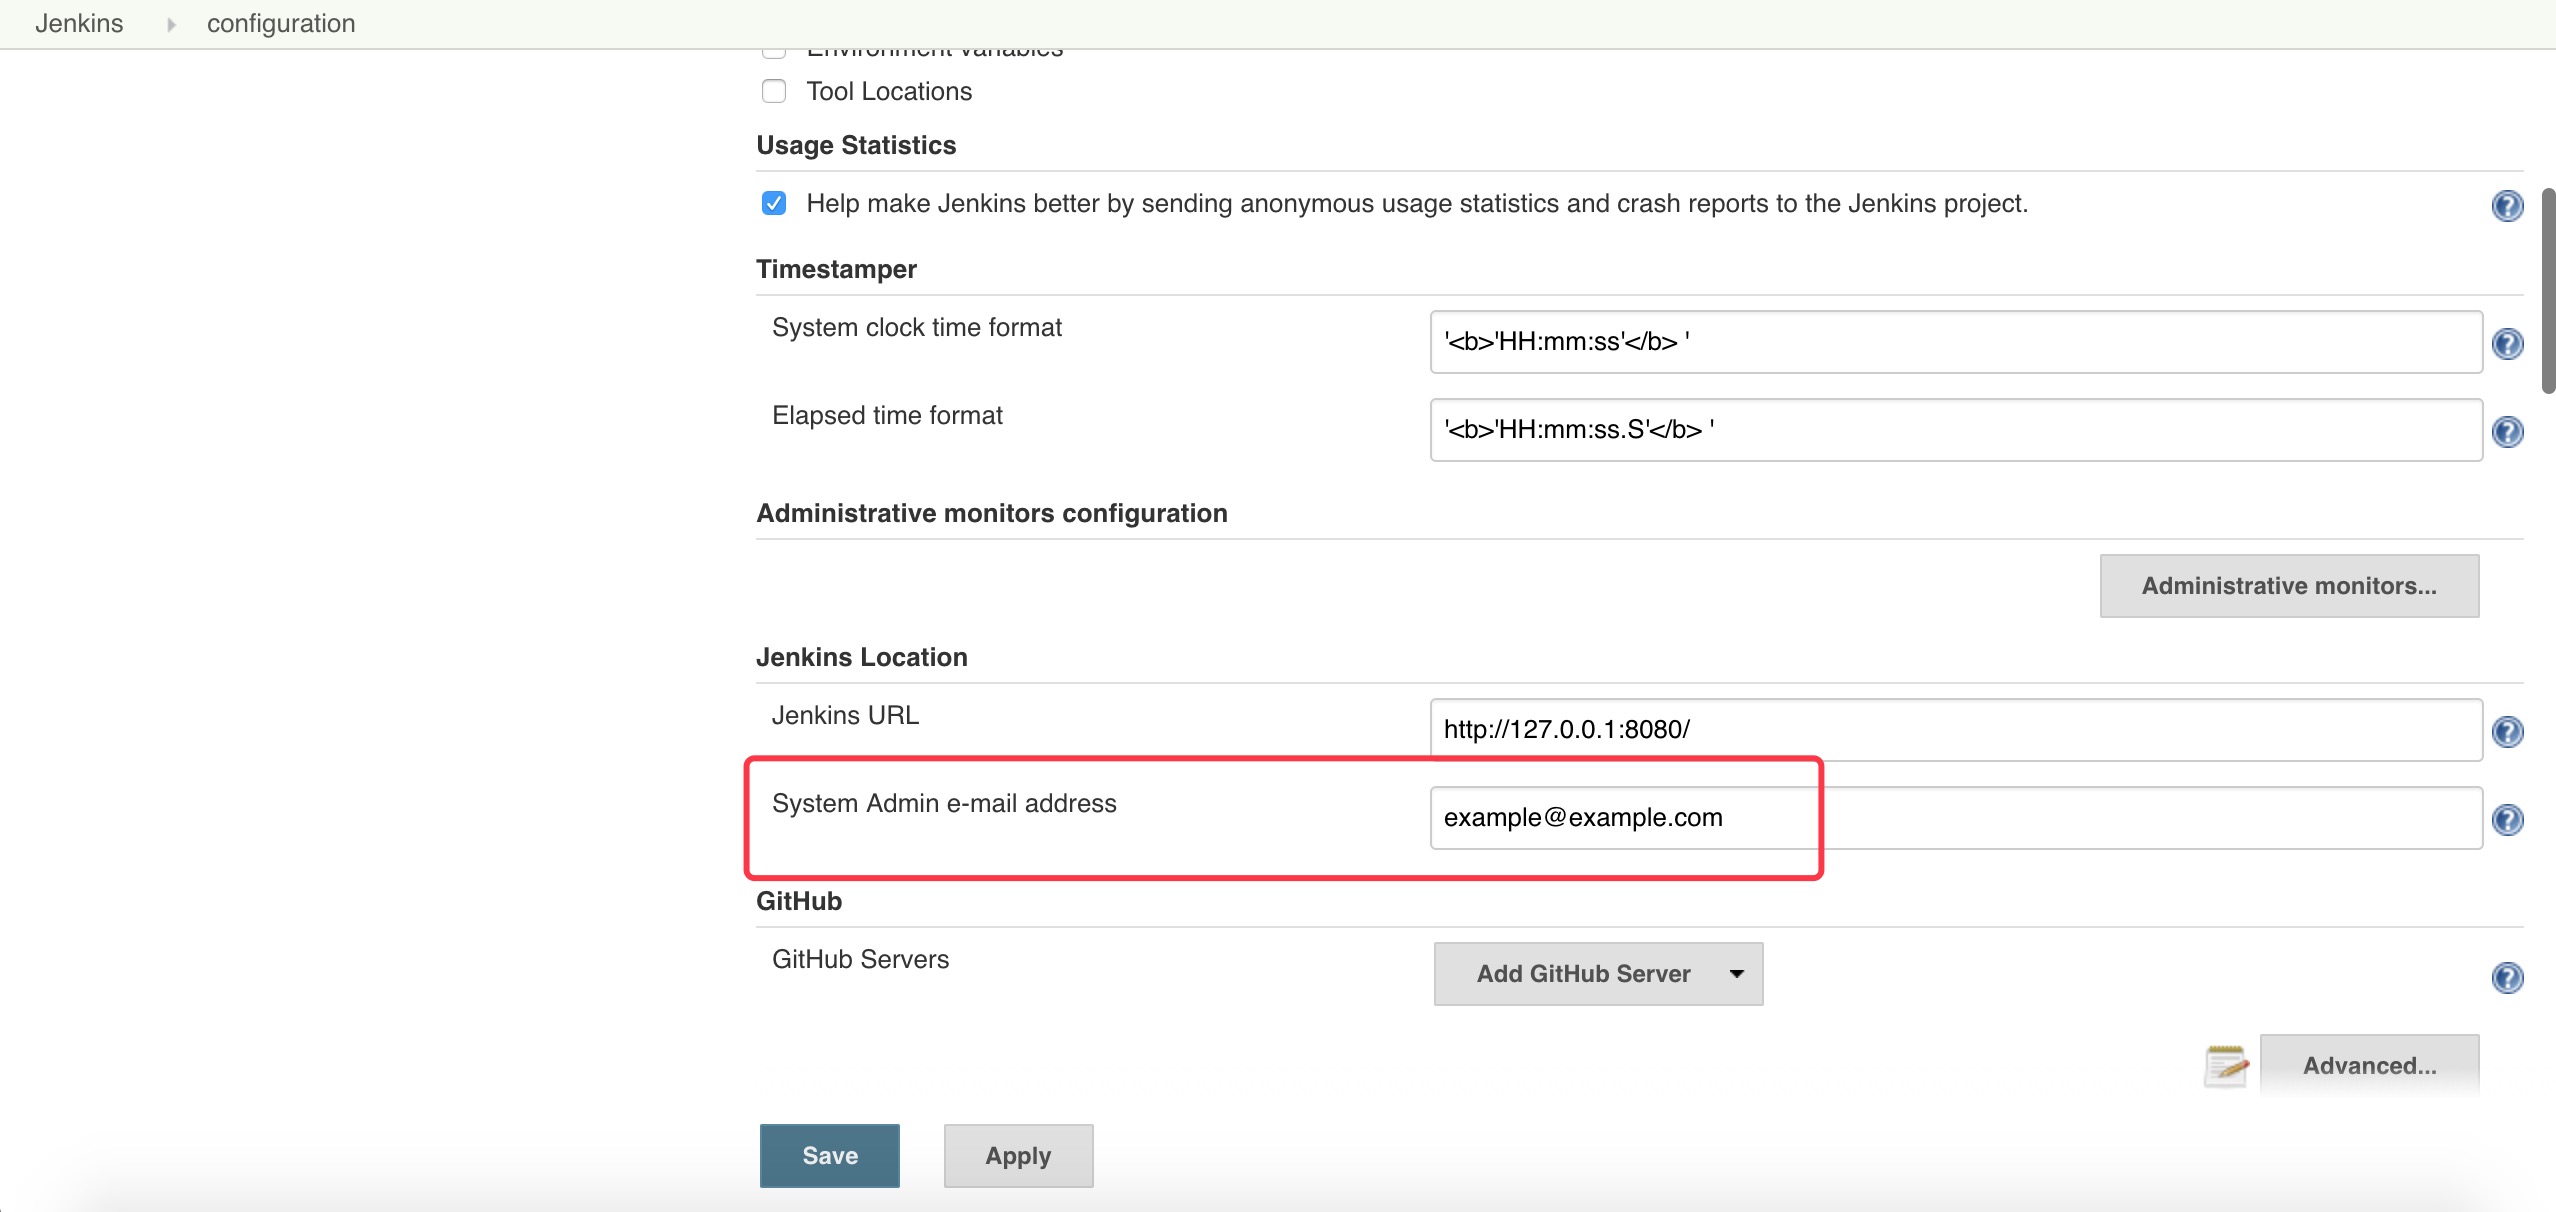 Jenkins configuration
Environment variables
Tool Locations
Usage Statistics
Help make Jenkins better by sending anonymous usage statistics and crash reports to the Jenkins project.
Timestamper
System clock time format
'<b>'HH:mm:ss'</b> '
Elapsed time format
'<b>'HH:mm:ss.S'</b> '
Administrative monitors configuration
Administrative monitors...
Jenkins Location
Jenkins URL
http://127.0.0.1:8080/
System Admin e-mail address
example@example.com
GitHub
GitHub Servers
Add GitHub Server
Advanced...
Save
Apply